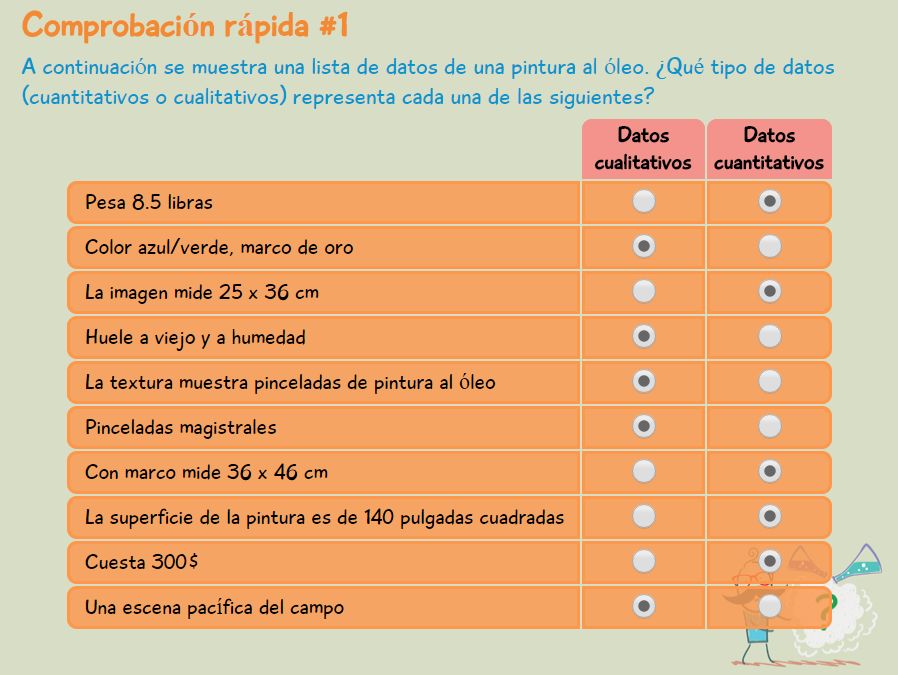 Comprobación rápida #1
A continuación se muestra una lista de datos de una pintura al óleo. ¿Qué tipo de datos
(cuantitativos o cualitativos) representa cada una de las siguientes?
Datos cualitativos
Datos cuantitativos
Pesa 8.5 libras
Color azul/verde, marco de oro
La imagen mide 25 x 36 cm
Huele a viejo y a humedad
La textura muestra pinceladas de pintura al óleo
Pinceladas magistrales
Con marco mide 36 x 46 cm
La superficie de la pintura es de 140 pulgadas cuadradas
Cuesta 300$
Una escena pacífica del campo
?